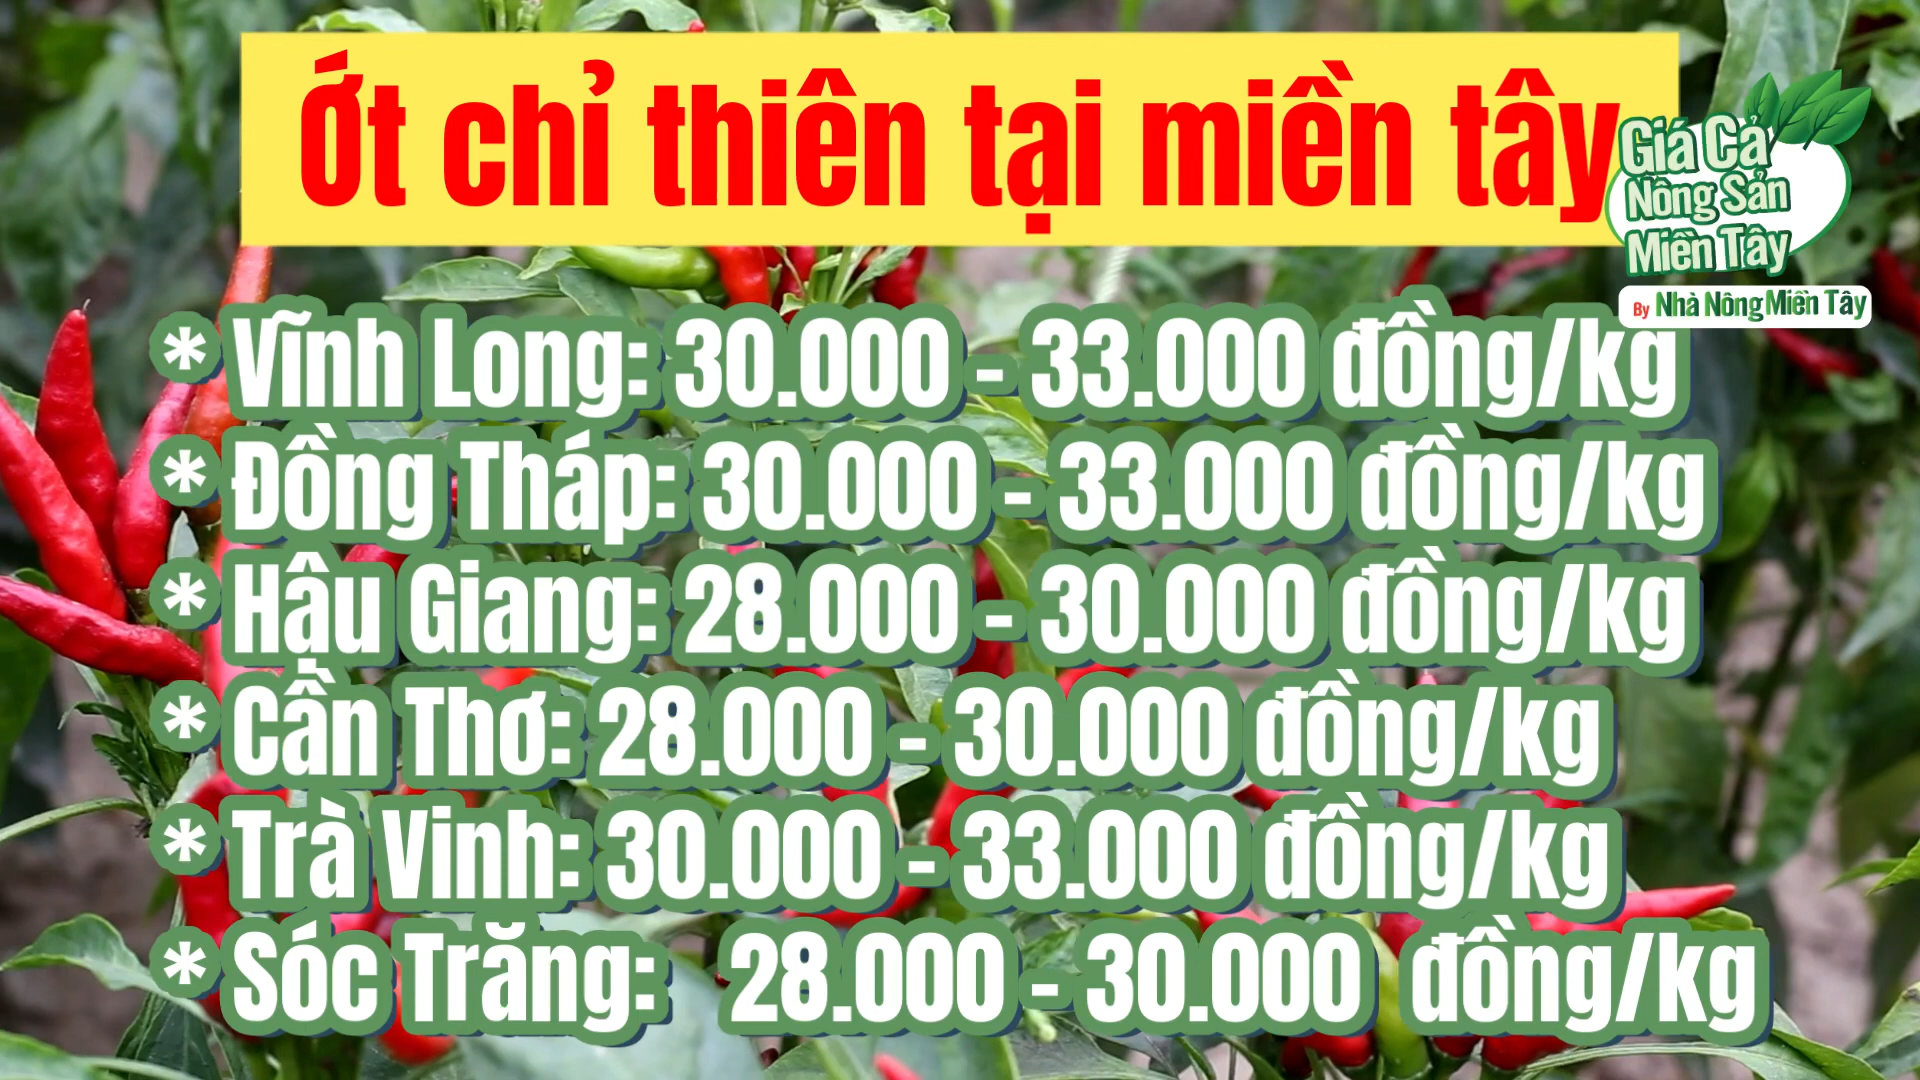 Ớt chỉ thiên tại miền tây
Giá Cả
Nông Sản
Miền Tây
By Nhà Nông Miền Tây
* Vĩnh Long: 30.000 - 33.000 đồng/kg
* Đồng Tháp: 30.000 - 33.000 đồng/kg
* Hậu Giang: 28.000 - 30.000 đồng/kg
* Cần Thơ: 28.000 - 30.000 đồng/kg
* Trà Vinh: 30.000 - 33.000 đồng/kg
* Sóc Trăng: 28.000 - 30.000 đồng/kg